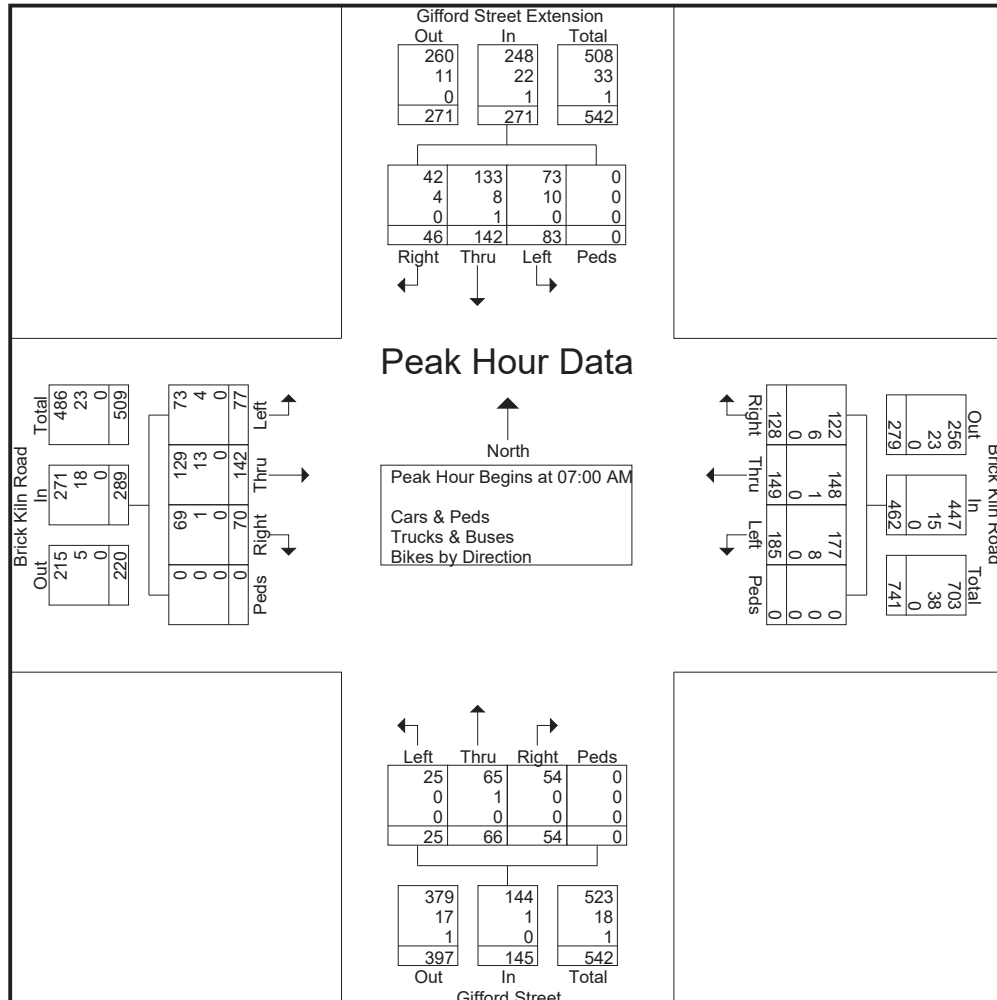 Gifford Street Extension
Out In Total
260 248 508
11 22 33
0 1 1
271 271 542
42 133 73 0
4 8 10 0
0 1 0 0
46 142 83 0
Right Thru Left Peds
Peak Hour Data
North
Peak Hour Begins at 07:00 AM
Cars & Peds
Trucks & Buses
Bikes by Direction
Brick Kiln Road
Out In Total
215 271 486
5 18 23
0 0 0
220 289 509
Peds Right Thru Left
0 69 129 73
0 1 13 4
0 0 0 0
0 70 142 77
Brick Kiln Road
Out In Total
256 447 703
23 15 38
0 0 0
279 462 741
122 148 177 0
6 1 8 0
0 0 0 0
128 149 185 0
Right Thru Left Peds
Left Thru Right Peds
25 65 54 0
0 1 0 0
0 0 0 0
25 66 54 0
379 144 523
17 1 18
1 0 1
397 145 542
Out In Total
Gifford Street